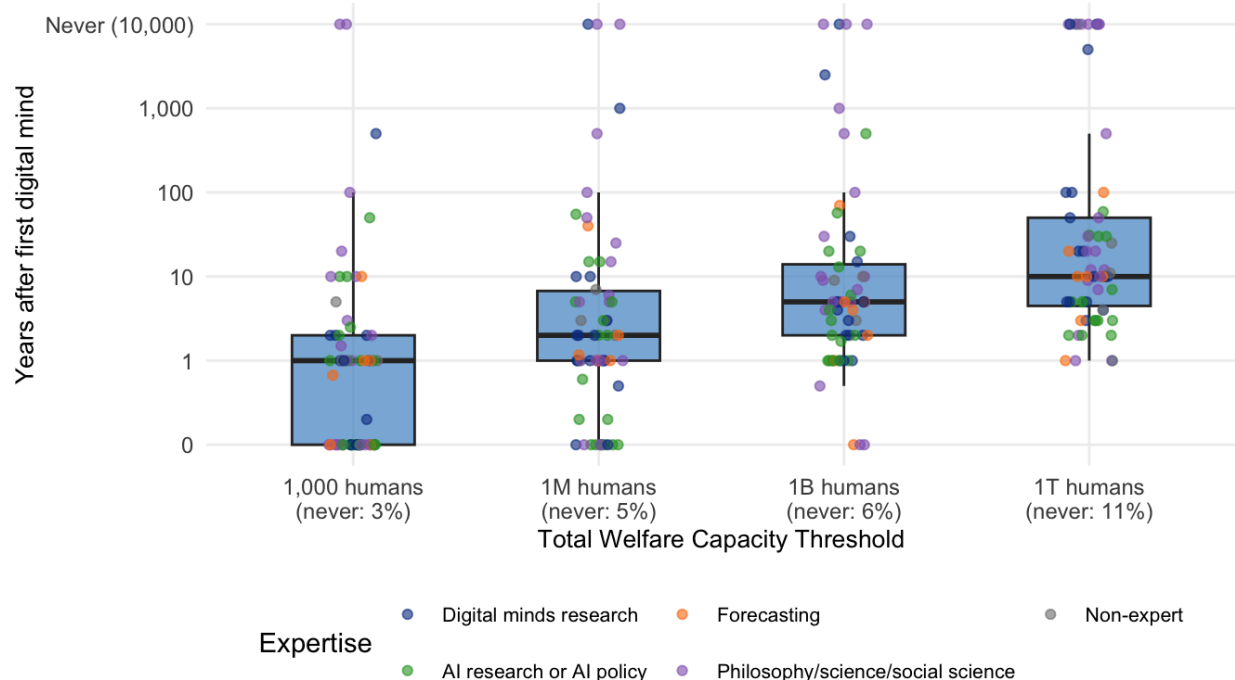 Never (10,000)
1,000
100
10
1
0
Years after first digital mind
1,000 humans
(never: 3%)
1M humans
(never: 5%)
1B humans
(never: 6%)
1T humans
(never: 11%)
Total Welfare Capacity Threshold
Expertise
Digital minds research
AI research or AI policy
Forecasting
Philosophy/science/social science
Non-expert